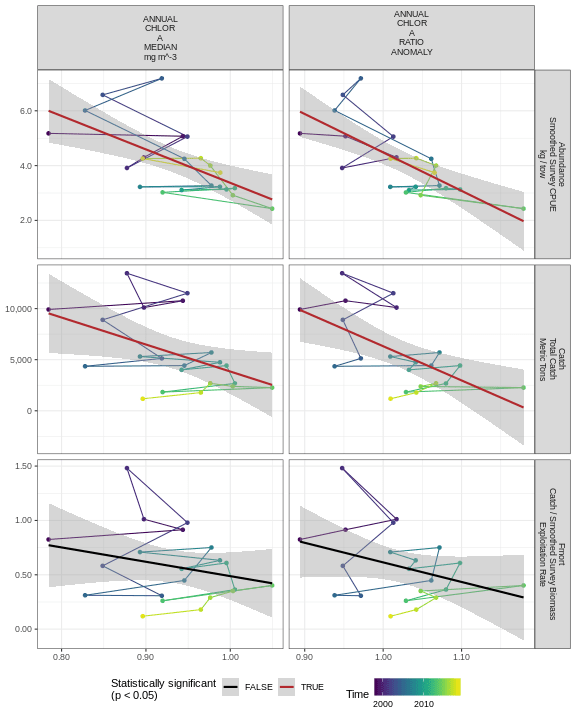 ANNUAL
CHLOR
A
MEDIAN
mg m^-3
ANNUAL
CHLOR
A
RATIO
ANOMALY
6.0
4.0
2.0
Abundance
Smoothed Survey CPUE
kg / tow
10,000
5,000
0
Catch
Total Catch
Metric Tons
1.50
1.00
0.50
0.00
Fmort
Catch / Smoothed Survey Biomass
Exploitation Rate
0.80
0.90
1.00
0.90
1.00
1.10
Statistically significant
(p < 0.05)
FALSE
TRUE
Time
2000
2010